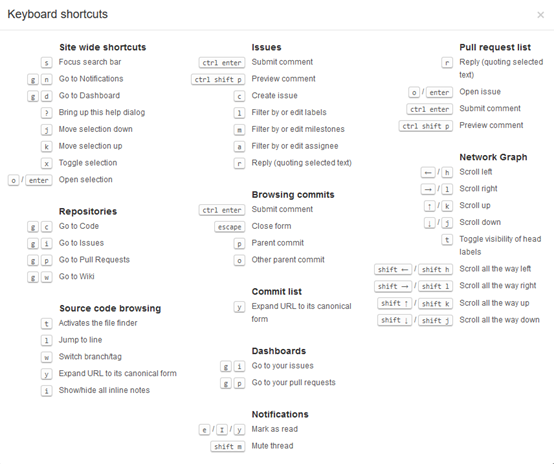 Keyboard shortcuts
×
Site wide shortcuts
s Focus search bar
g n Go to Notifications
g d Go to Dashboard
? Bring up this help dialog
j Move selection down
k Move selection up
x Toggle selection
o / enter Open selection
Repositories
g c Go to Code
g i Go to Issues
g p Go to Pull Requests
g w Go to Wiki
Source code browsing
t Activates the file finder
l Jump to line
w Switch branch/tag
y Expand URL to its canonical form
i Show/hide all inline notes
Issues
ctrl enter Submit comment
ctrl shift p Preview comment
c Create issue
l Filter by or edit labels
m Filter by or edit milestones
a Filter by or edit assignee
r Reply (quoting selected text)
Browsing commits
ctrl enter Submit comment
escape Close form
p Parent commit
o Other parent commit
Commit list
y Expand URL to its canonical
form
Dashboards
g i Go to your issues
g p Go to your pull requests
Notifications
e / I / y Mark as read
shift m Mute thread
Pull request list
r Reply (quoting selected
text)
o / enter Open issue
ctrl enter Submit comment
ctrl shift p Preview comment
Network Graph
← / h Scroll left
→ / l Scroll right
↑ / k Scroll up
↓ / j Scroll down
t Toggle visibility of head
labels
shift ← / shift h Scroll all the way left
shift → / shift l Scroll all the way right
shift ↑ / shift k Scroll all the way up
shift ↓ / shift j Scroll all the way down